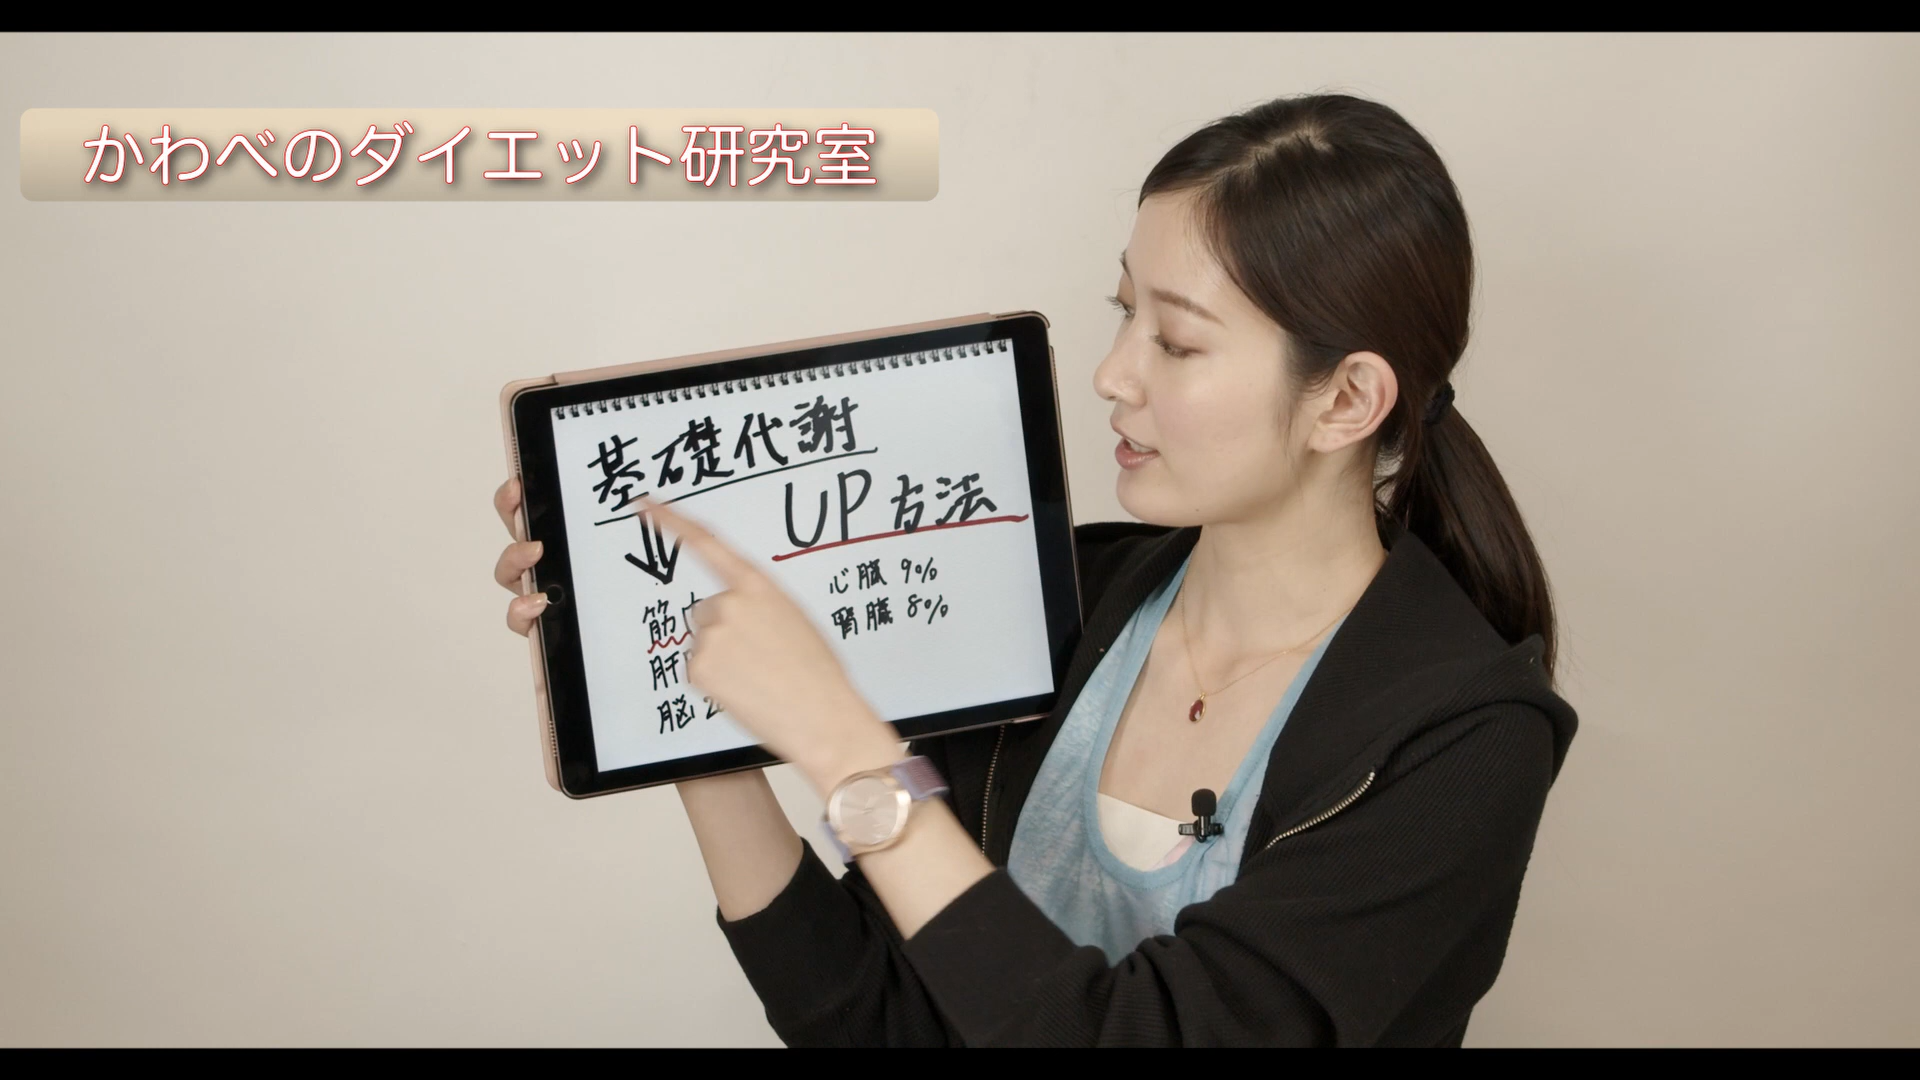 かわべのダイエット研究室
基礎代謝
UP方法
筋
肝
脳
心臓 9%
腎臓 8%